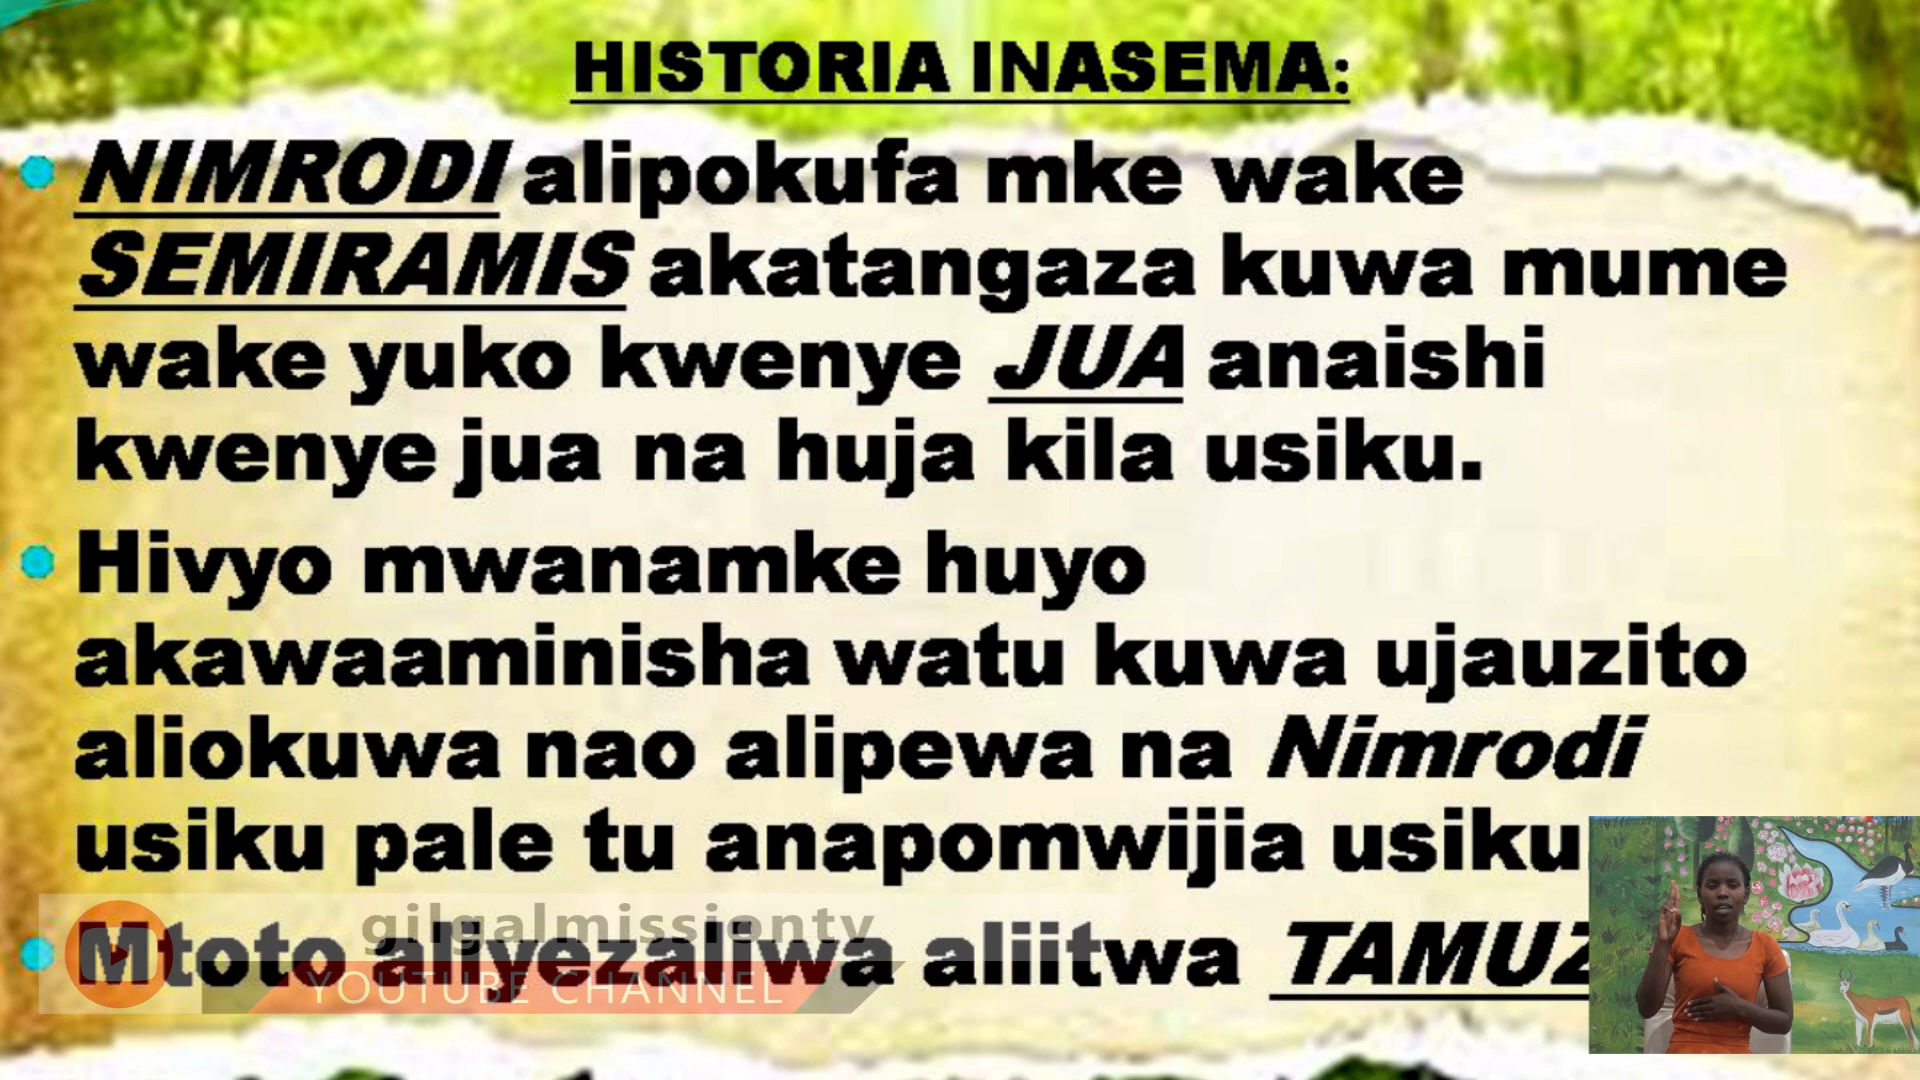 HISTORIA INASEMA:
• NIMRODI alipokufa mke wake
SEMIRAMIS akatangaza kuwa mume
wake yuko kwenye JUA anaishi
kwenye jua na huja kila usiku.
• Hivyo mwanamke huyo
akawaaminisha watu kuwa ujauzito
aliokuwa nao alipewa na Nimrodi
usiku pale tu anapomwijia usiku
• Mtoto aliyezaliwa aliitwa TAMUZ
gilgalmissiontv
YOUTUBE CHANNEL